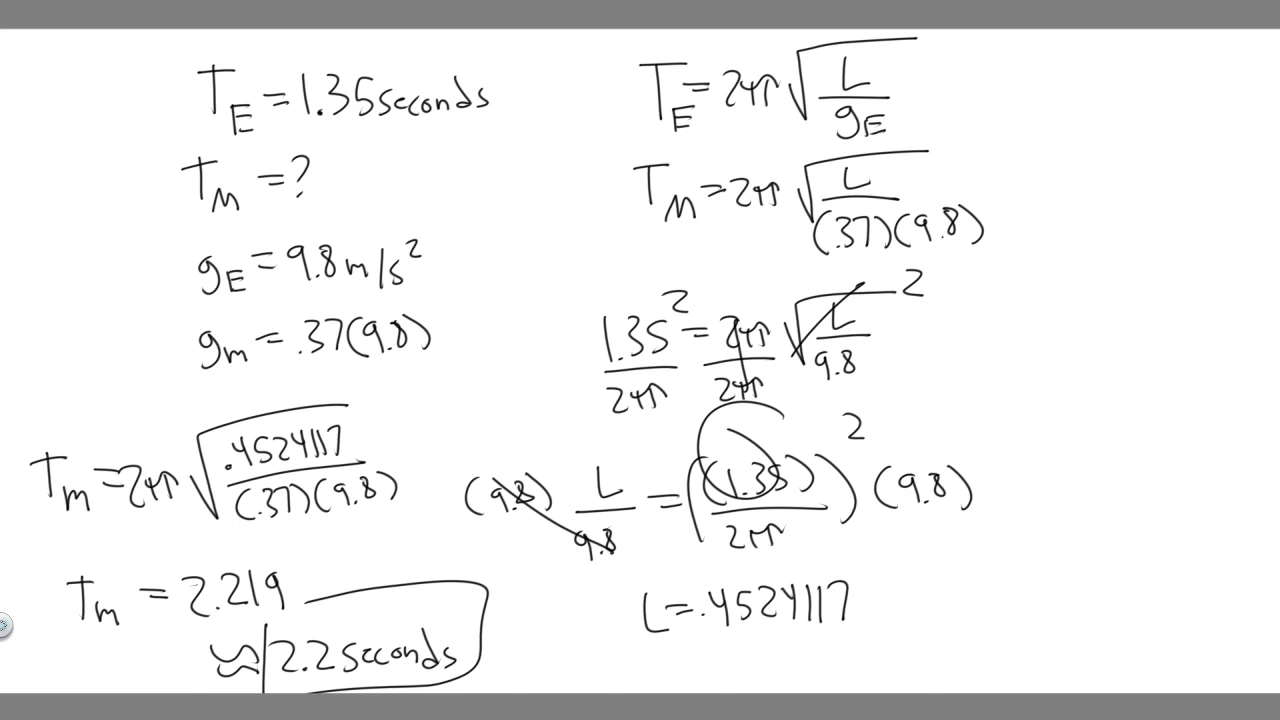 T_E = 1.35 seconds
T_M = ?
g_E = 9.8 m/s²
g_m = .37(9.8)
T_E = 2π √(L/g_E)
T_M = 2π √(L/(.37)(9.8))
1.35²/2π = 2π/2π √(L/9.8) ²
(9.8) L/9.8 = ((1.35)/2π)² (9.8)
L = .4524117
T_m = 2π √(.4524117/(.37)(9.8))
T_m = 2.219
≈ 2.2 seconds